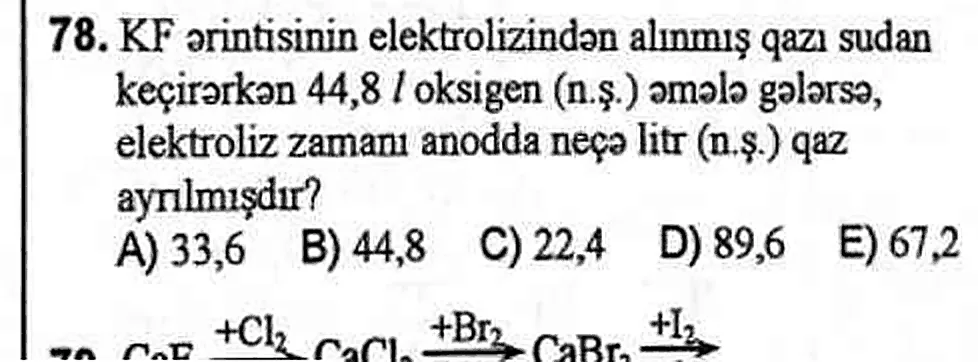 78. KF ərintisinin elektrolizindən alınmış qazı sudan
keçirərkən 44,8 l oksigen (n.ş.) əmələ gələrsə,
elektroliz zamanı anodda neçə litr (n.ş.) qaz
ayrılmışdır?
A) 33,6 B) 44,8 C) 22,4 D) 89,6 E) 67,2
+Cl₂ +Br₂ +I₂
CaCl₂ CaBr₂